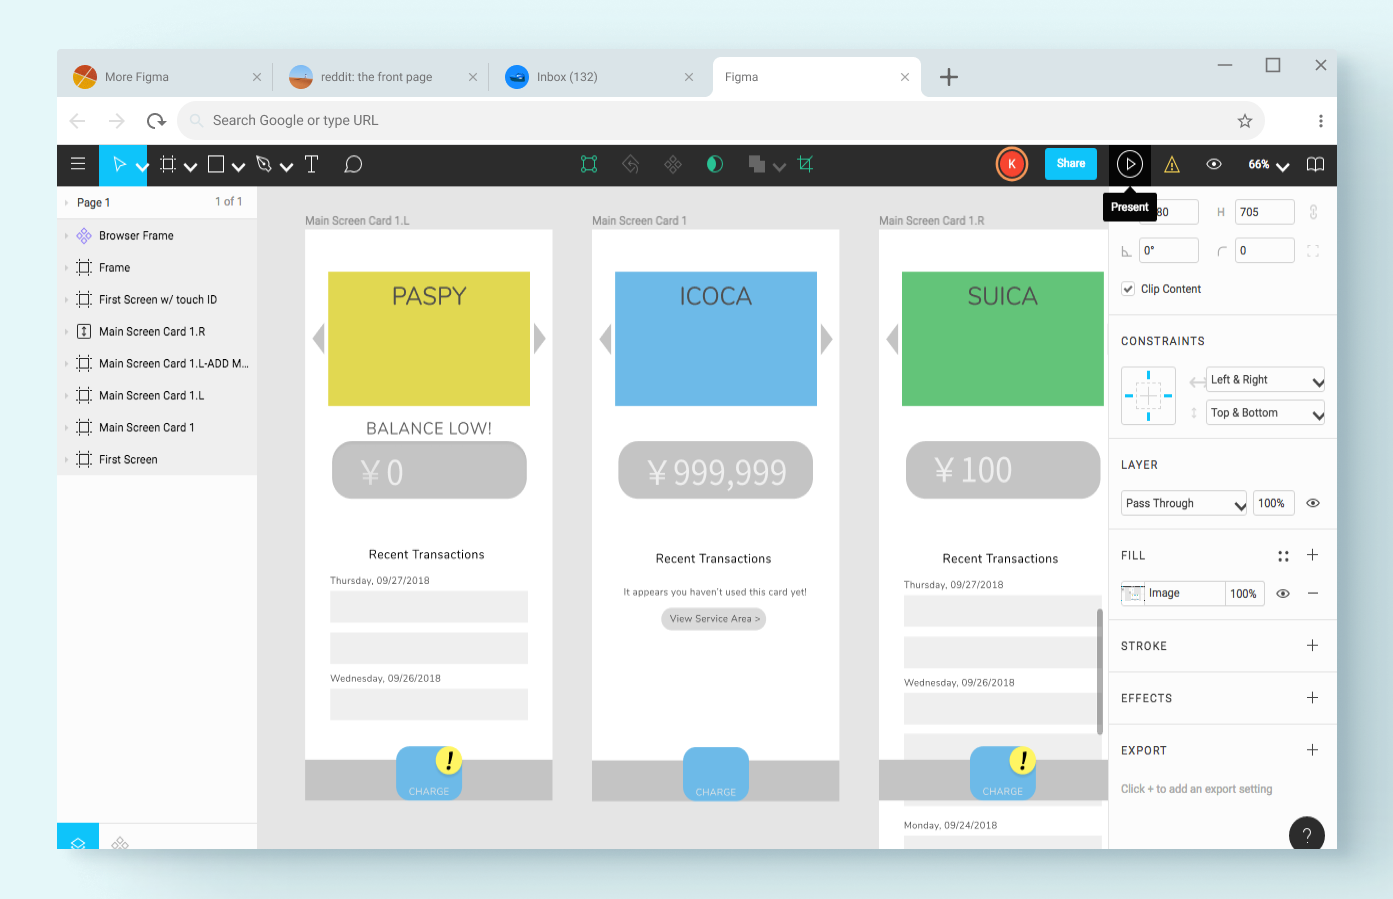 More Figma
reddit: the front page
Inbox (132)
Figma
Search Google or type URL
K
Share
66%
Present
Page 1
1 of 1
Browser Frame
Frame
First Screen w/ touch ID
Main Screen Card 1.R
Main Screen Card 1.L-ADD M...
Main Screen Card 1.L
Main Screen Card 1
First Screen
Main Screen Card 1.L
PASPY
BALANCE LOW!
¥ 0
Recent Transactions
Thursday, 09/27/2018
Wednesday, 09/26/2018
!
CHARGE
Main Screen Card 1
ICOCA
¥ 999,999
Recent Transactions
It appears you haven't used this card yet!
View Service Area >
CHARGE
Main Screen Card 1.R
SUICA
¥ 100
Recent Transactions
Thursday, 09/27/2018
Wednesday, 09/26/2018
!
CHARGE
Monday, 09/24/2018
80
H 705
0°
0
Clip Content
CONSTRAINTS
Left & Right
Top & Bottom
LAYER
Pass Through
100%
FILL
Image
100%
STROKE
EFFECTS
EXPORT
Click + to add an export setting
?